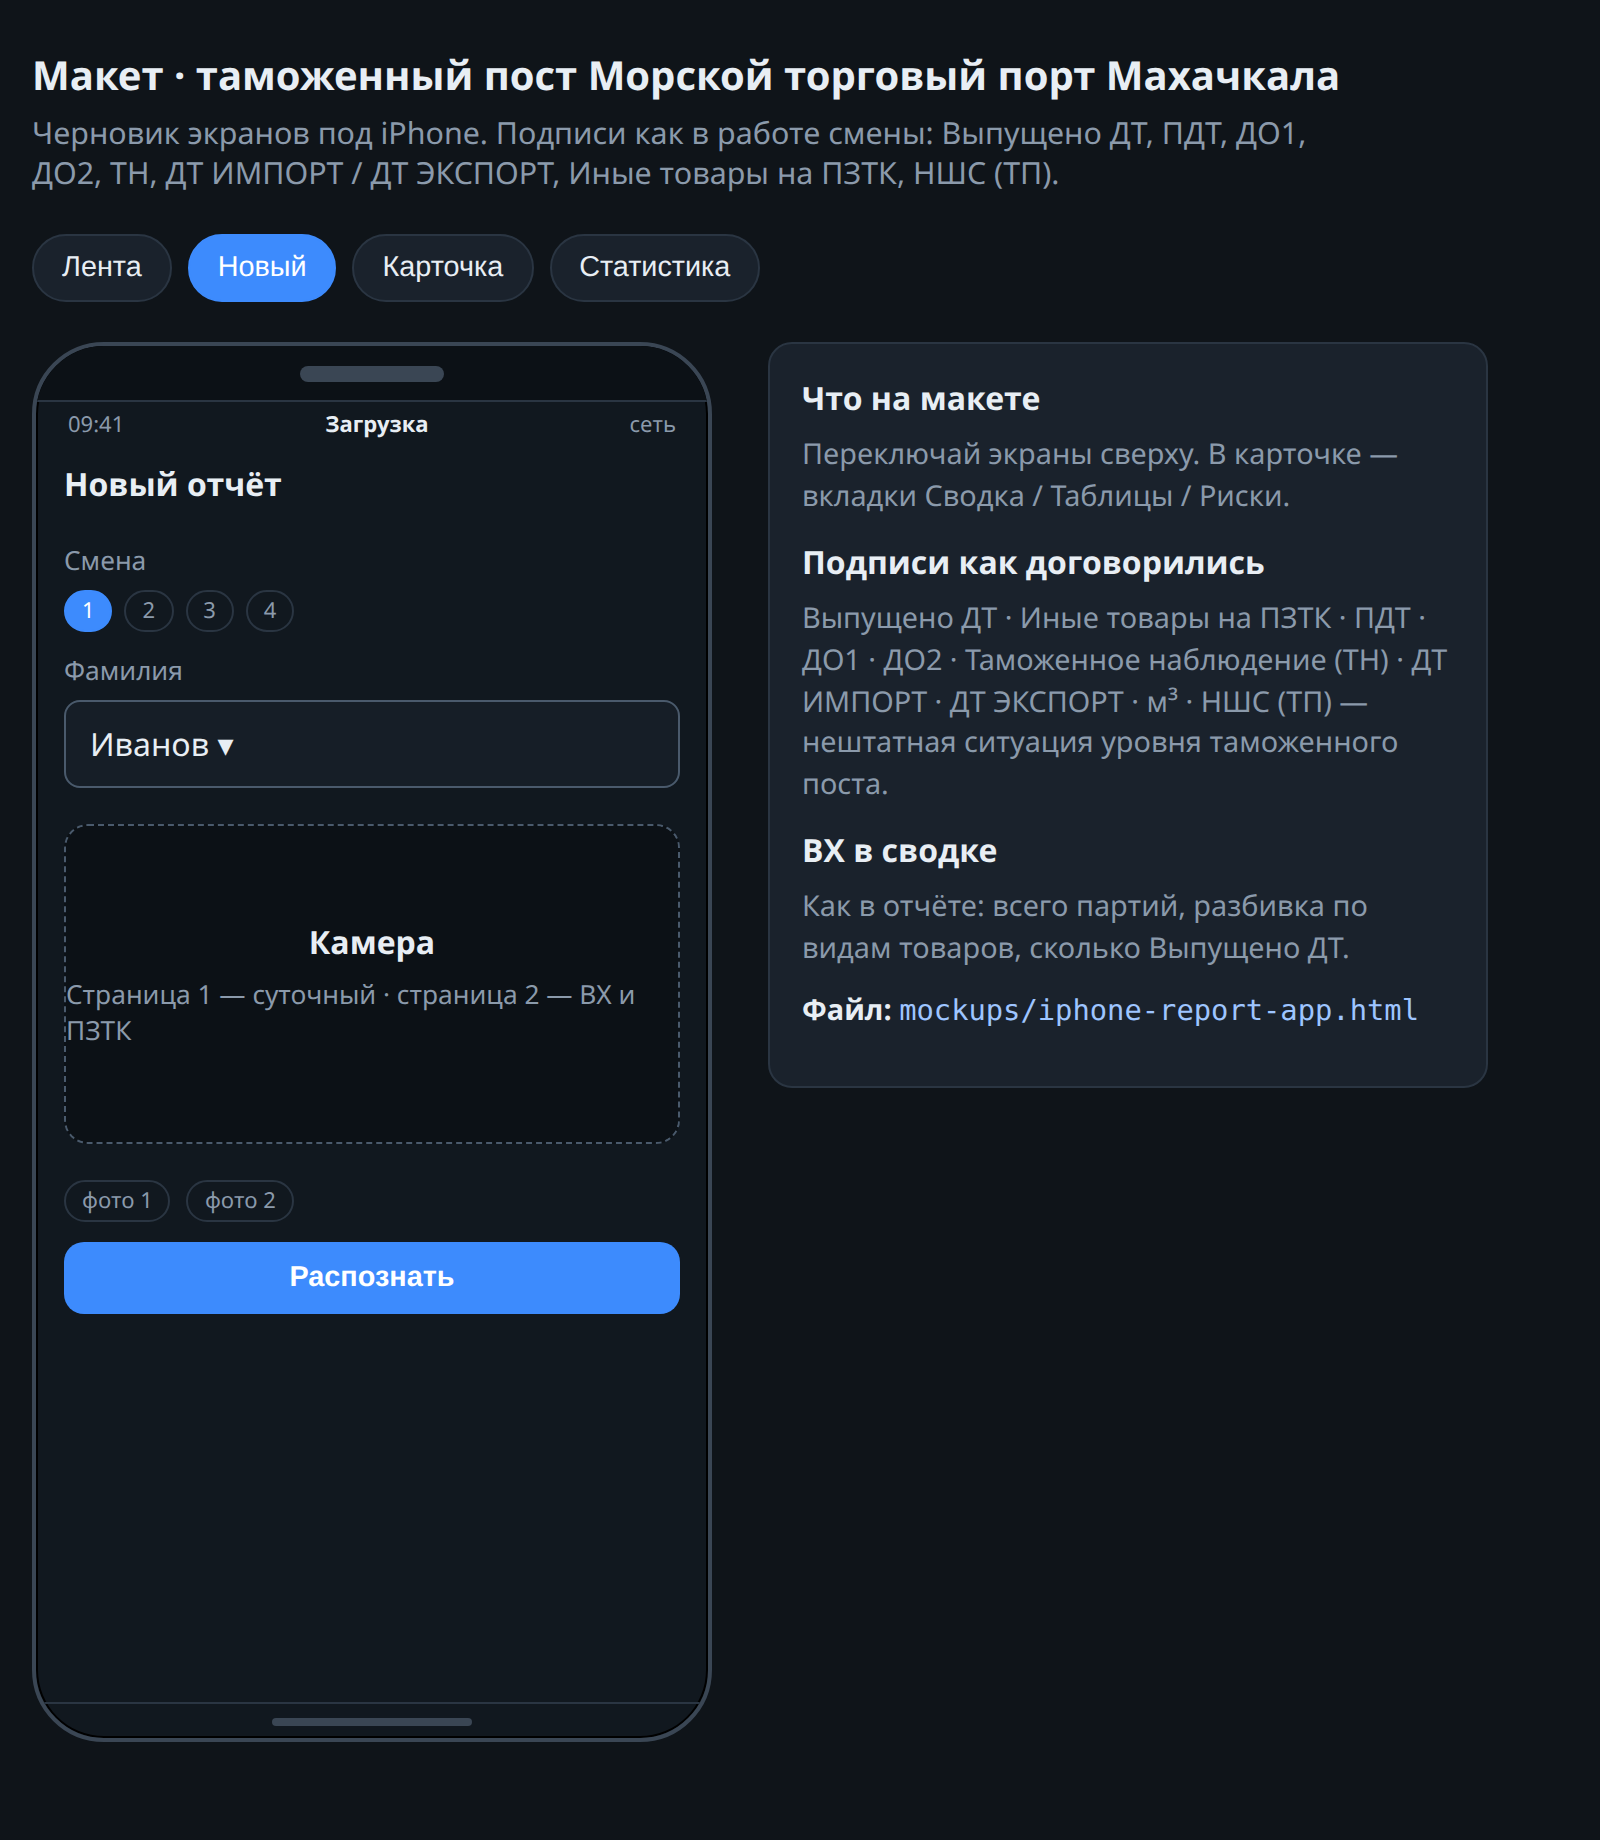 Макет · таможенный пост Морской торговый порт Махачкала
Черновик экранов под iPhone. Подписи как в работе смены: Выпущено ДТ, ПДТ, ДО1,
ДО2, ТН, ДТ ИМПОРТ / ДТ ЭКСПОРТ, Иные товары на ПЗТК, НШС (ТП).
Лента
Новый
Карточка
Статистика
09:41
Загрузка
сеть
Новый отчёт
Смена
1
2
3
4
Фамилия
Иванов ▾
Камера
Страница 1 — суточный · страница 2 — ВХ и
ПЗТК
фото 1
фото 2
Распознать
Что на макете
Переключай экраны сверху. В карточке —
вкладки Сводка / Таблицы / Риски.
Подписи как договорились
Выпущено ДТ · Иные товары на ПЗТК · ПДТ ·
ДО1 · ДО2 · Таможенное наблюдение (ТН) · ДТ
ИМПОРТ · ДТ ЭКСПОРТ · м³ · НШС (ТП) —
нештатная ситуация уровня таможенного
поста.
ВХ в сводке
Как в отчёте: всего партий, разбивка по
видам товаров, сколько Выпущено ДТ.
Файл: mockups/iphone-report-app.html